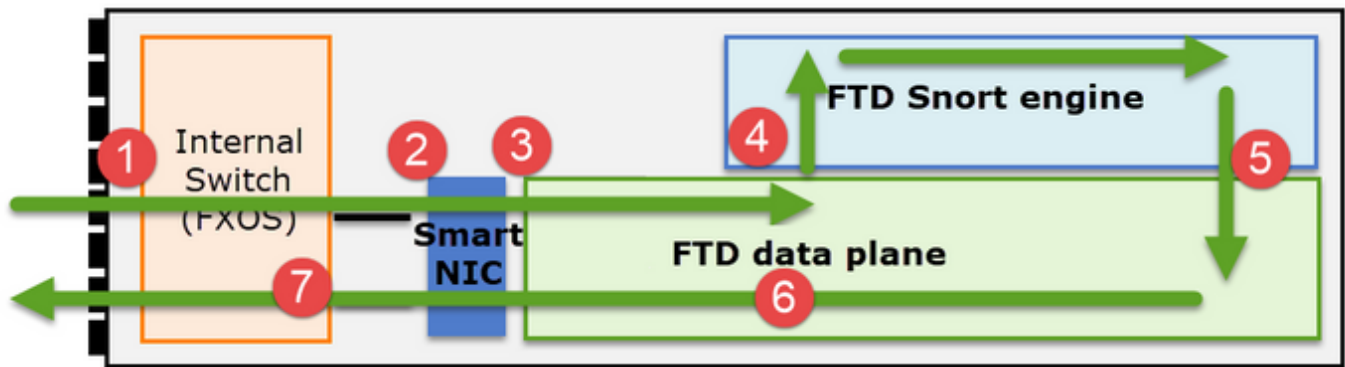 1
Internal
Switch
(FXOS)
2
3
Smart
NIC
4
FTD Snort engine
5
FTD data plane
6
7